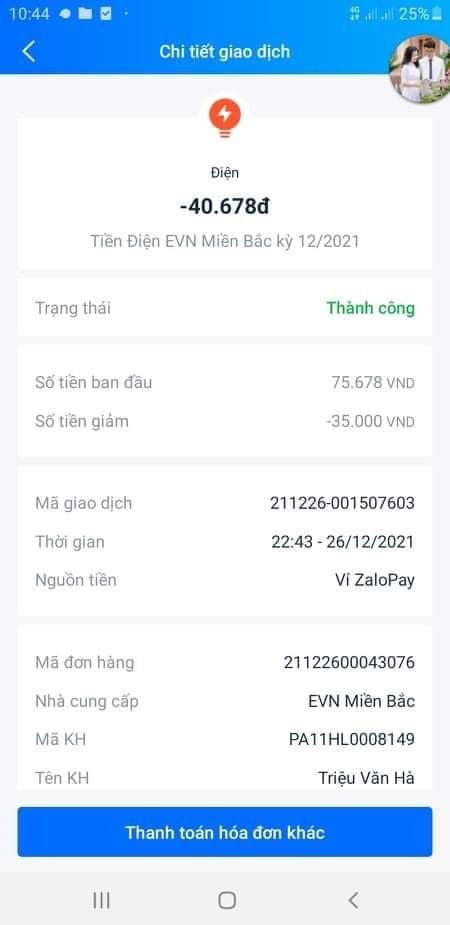 10:44 4G 25%
Chi tiết giao dịch
Điện
-40.678đ
Tiền Điện EVN Miền Bắc kỳ 12/2021
Trạng thái Thành công
Số tiền ban đầu 75.678 VND
Số tiền giảm -35.000 VND
Mã giao dịch 211226-001507603
Thời gian 22:43 - 26/12/2021
Nguồn tiền Ví ZaloPay
Mã đơn hàng 21122600043076
Nhà cung cấp EVN Miền Bắc
Mã KH PA11HL0008149
Tên KH Triệu Văn Hà
Thanh toán hóa đơn khác